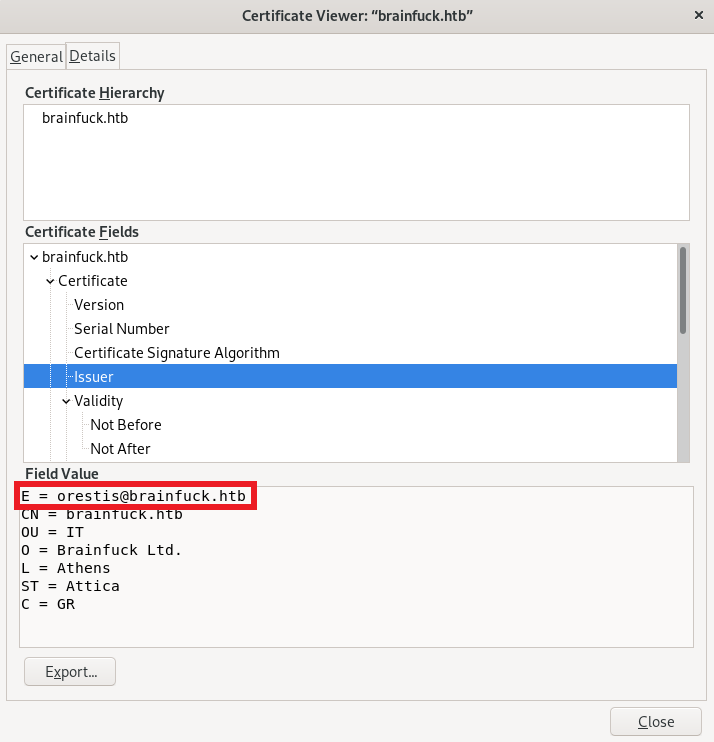 Certificate Viewer: “brainfuck.htb”
×
General
Details
Certificate Hierarchy
brainfuck.htb
Certificate Fields
brainfuck.htb
Certificate
Version
Serial Number
Certificate Signature Algorithm
Issuer
Validity
Not Before
Not After
Field Value
E = orestis@brainfuck.htb
CN = brainfuck.htb
OU = IT
O = Brainfuck Ltd.
L = Athens
ST = Attica
C = GR
Export...
Close